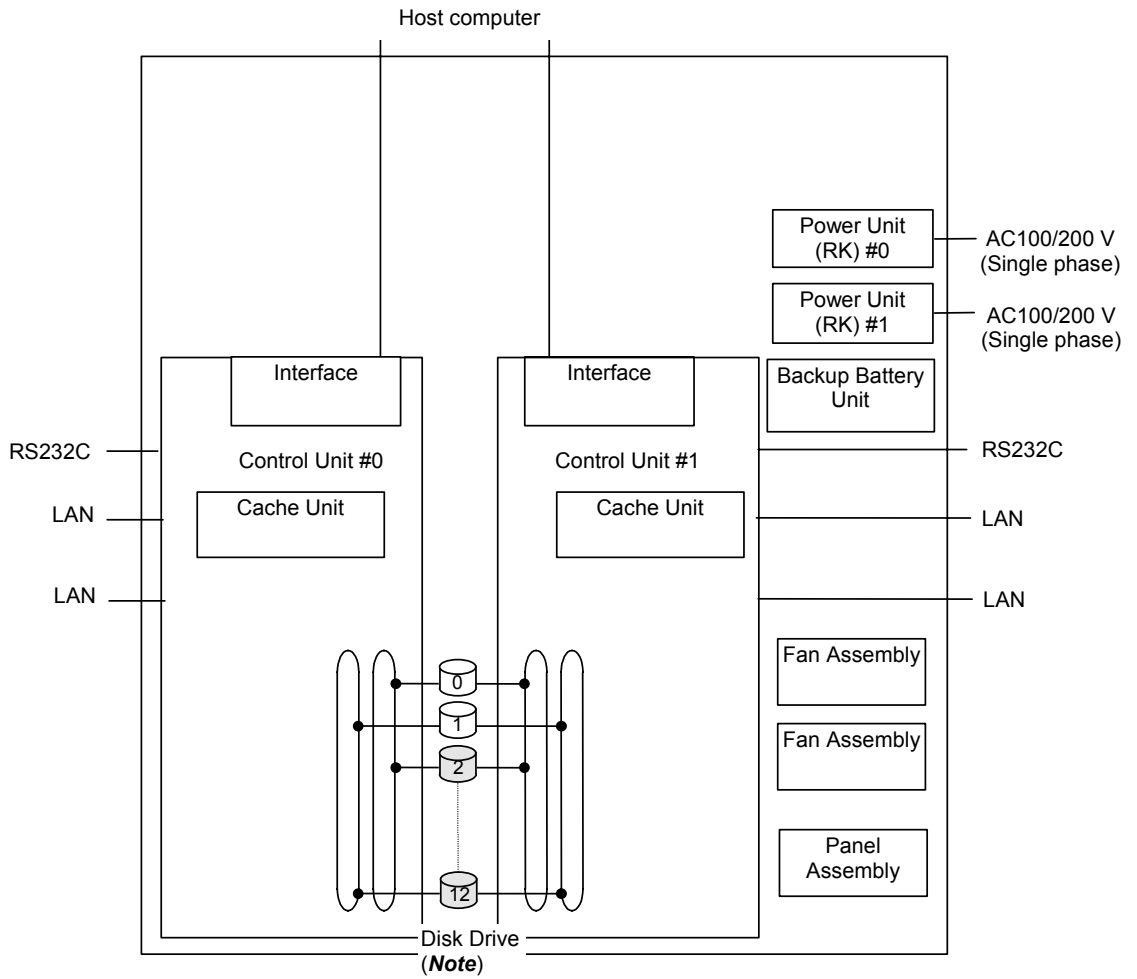 Host computer
Power Unit
(RK) #0
AC100/200 V
(Single phase)
Power Unit
(RK) #1
AC100/200 V
(Single phase)
Interface
Interface
Backup Battery
Unit
RS232C
Control Unit #0
Control Unit #1
RS232C
LAN
Cache Unit
Cache Unit
LAN
LAN
LAN
Fan Assembly
0
1
Fan Assembly
2
Panel
Assembly
12
Disk Drive
(Note)